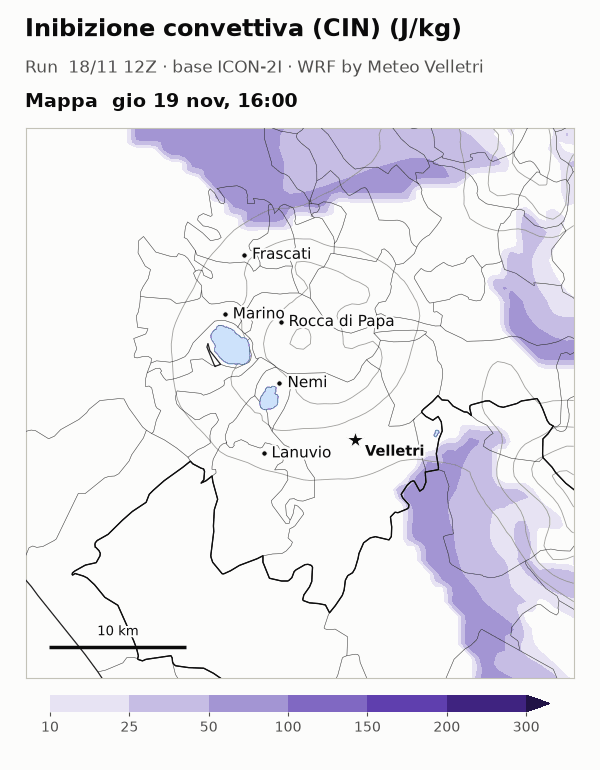 Inibizione convettiva (CIN) (J/kg)
Run  18/11 12Z · base ICON-2I · WRF by Meteo Velletri
Mappa  gio 19 nov, 16:00
Frascati
Marino
Rocca di Papa
Nemi
Velletri
Lanuvio
10 km
10 25 50 100 150 200 300